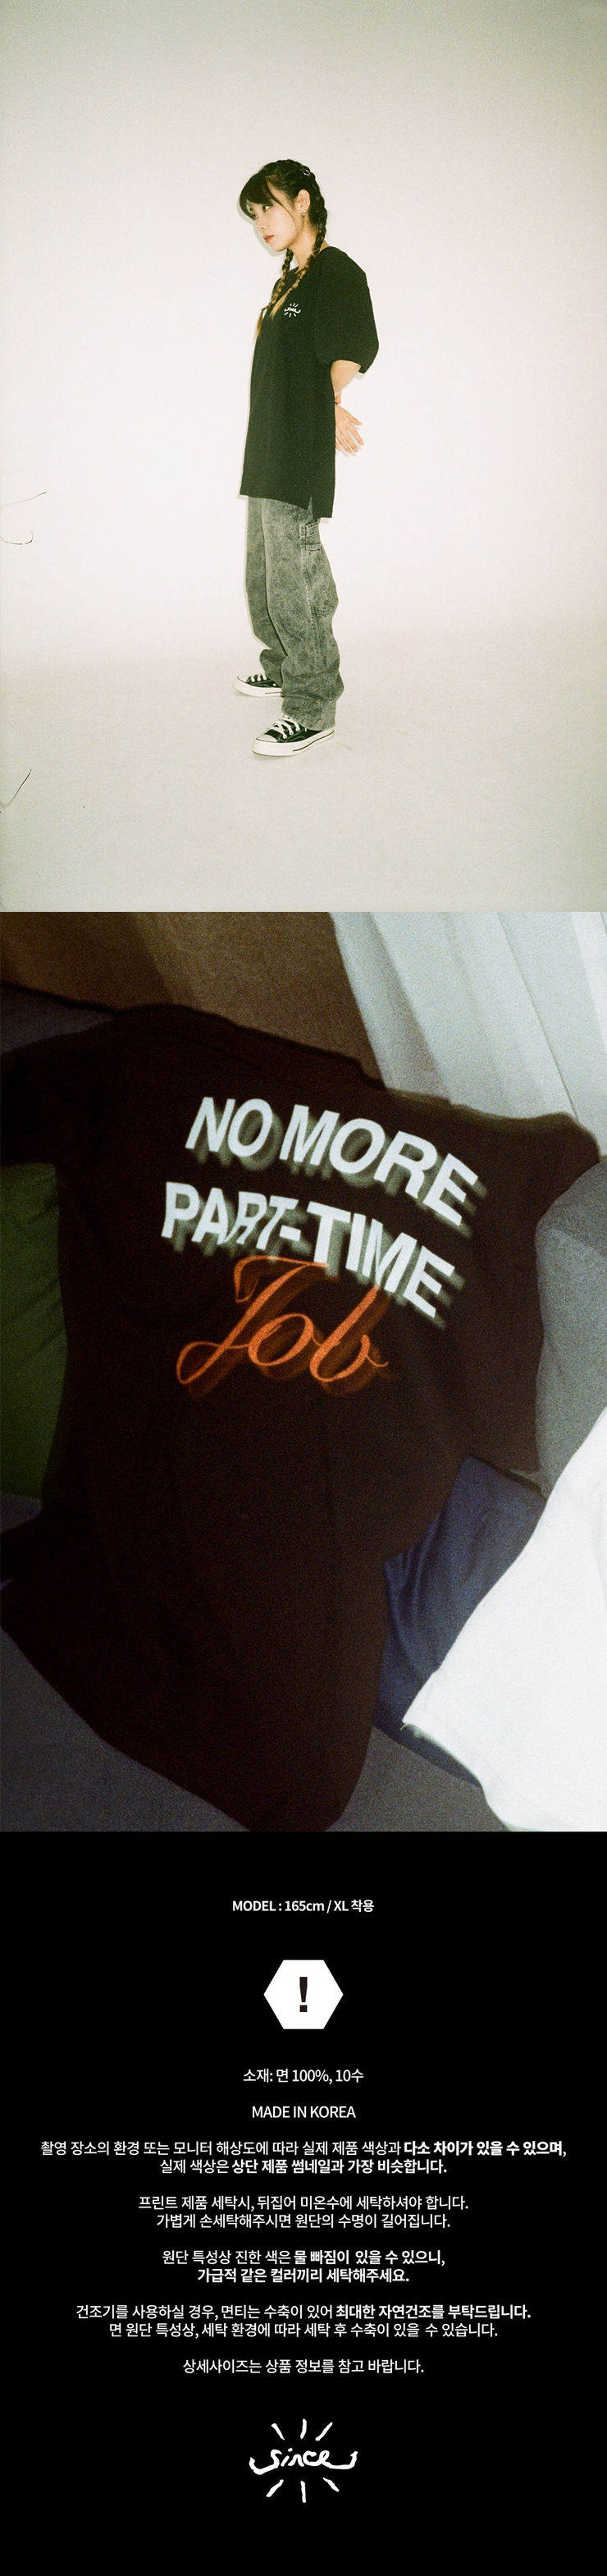 NO MORE
PART-TIME
Job
MODEL : 165cm / XL 착용
!
소재: 면 100%, 10수
MADE IN KOREA
촬영 장소의 환경 또는 모니터 해상도에 따라 실제 제품 색상과 다소 차이가 있을 수 있으며,
실제 색상은 상단 제품 썸네일과 가장 비슷합니다.
프린트 제품 세탁시, 뒤집어 미온수에 세탁하셔야 합니다.
가볍게 손세탁해주시면 원단의 수명이 길어집니다.
원단 특성상 진한 색은 물 빠짐이 있을 수 있으니,
가급적 같은 컬러끼리 세탁해주세요.
건조기를 사용하실 경우, 면티는 수축이 있어 최대한 자연건조를 부탁드립니다.
면 원단 특성상, 세탁 환경에 따라 세탁 후 수축이 있을 수 있습니다.
상세사이즈는 상품 정보를 참고 바랍니다.
since